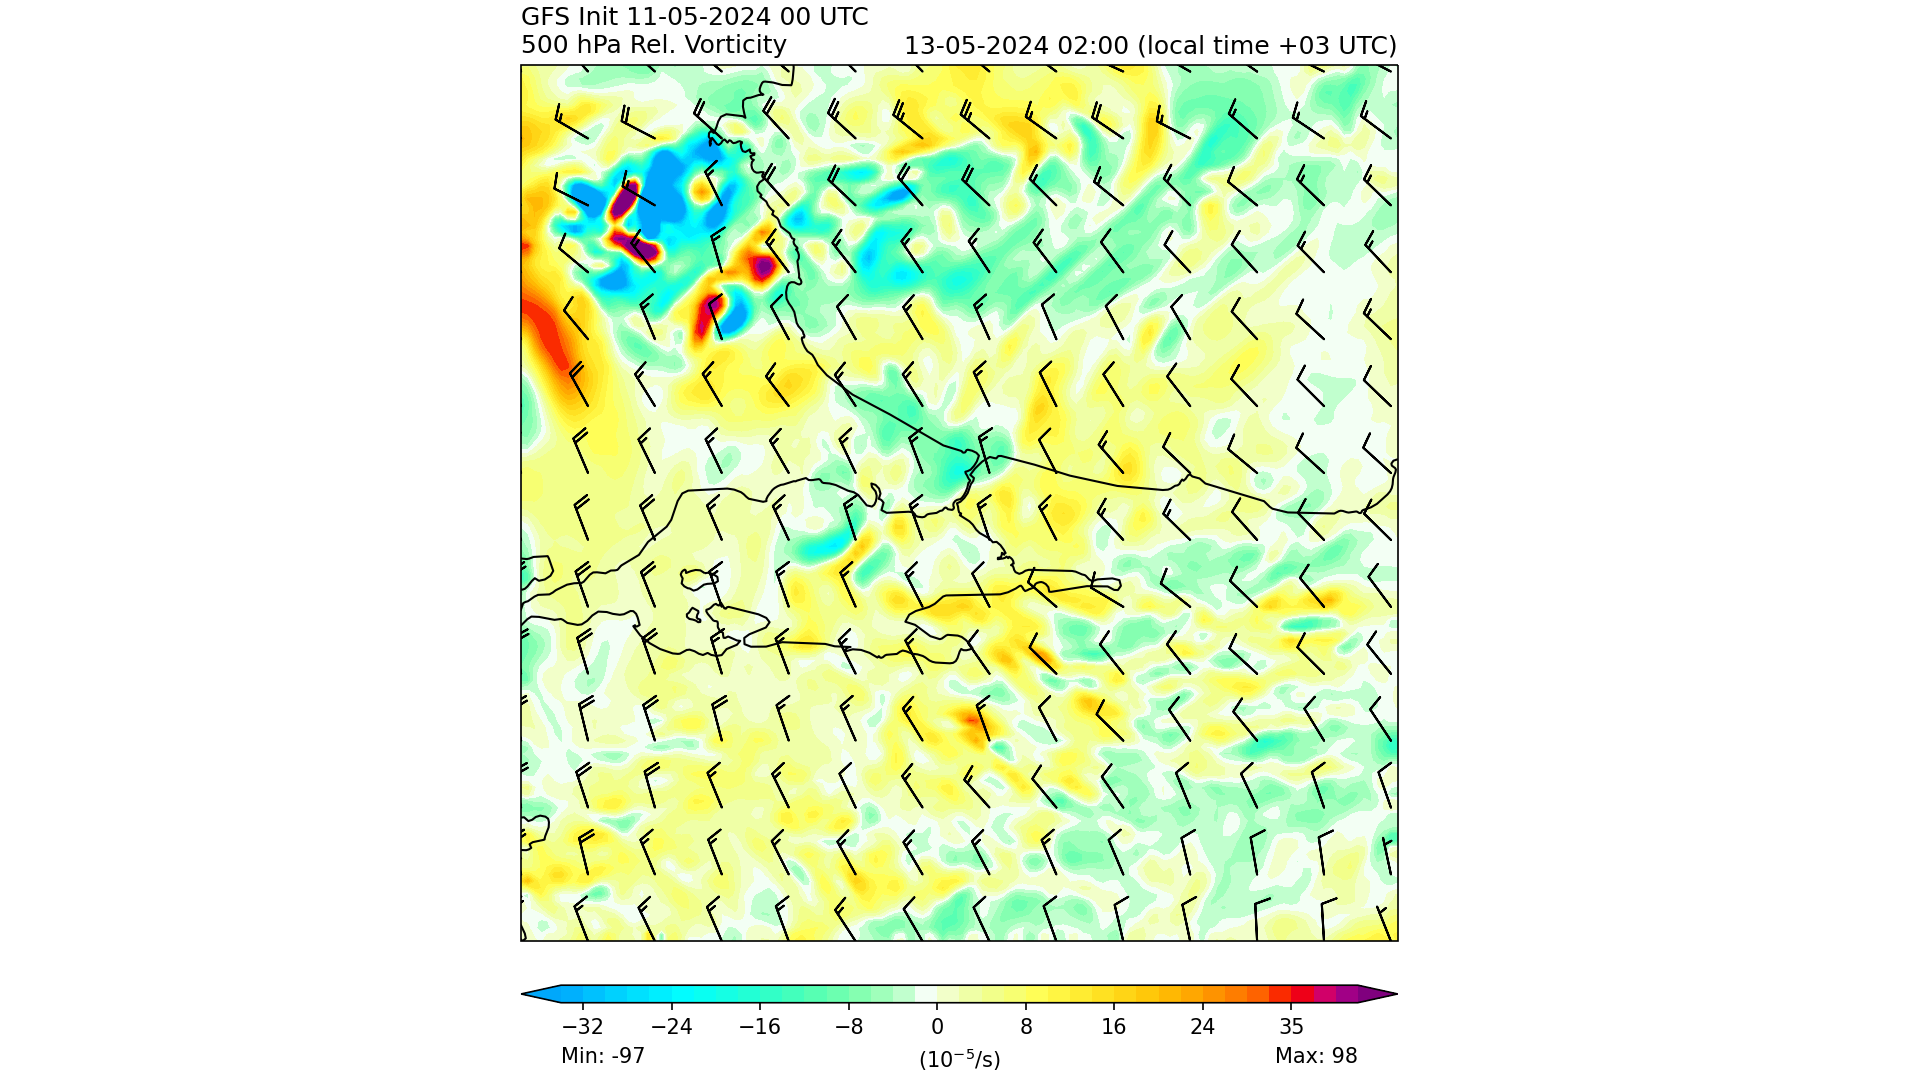 GFS Init 11-05-2024 00 UTC
500 hPa Rel. Vorticity
13-05-2024 02:00 (local time +03 UTC)
−32 −24 −16 −8 0 8 16 24 35
Min: -97 (10⁻⁵/s) Max: 98